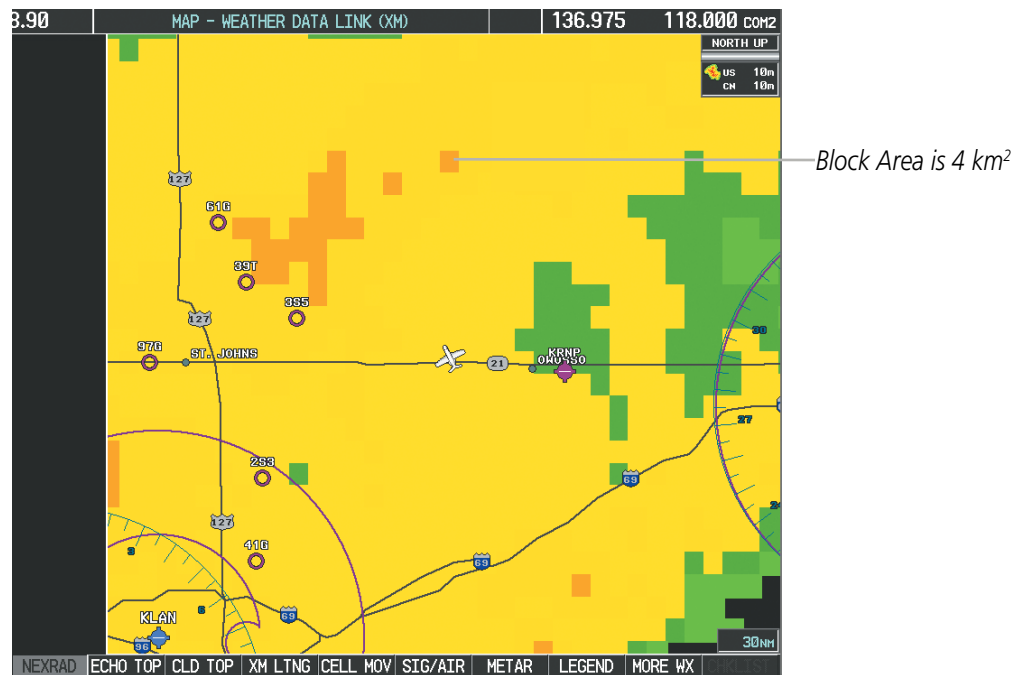 8.90 MAP - WEATHER DATA LINK (XM) 136.975 118.000 COM2
NORTH UP
US 10m
CN 10m
Block Area is 4 km²
127
61G
39T
3S5
127
30
97G
ST. JOHNS
21
KRNP
OWOSSO
27
2S3
69
127
41G
3
69
6
69
KLAN
96
30NM
NEXRAD ECHO TOP CLD TOP XM LTNG CELL MOV SIG/AIR METAR LEGEND MORE WX CHKLIST